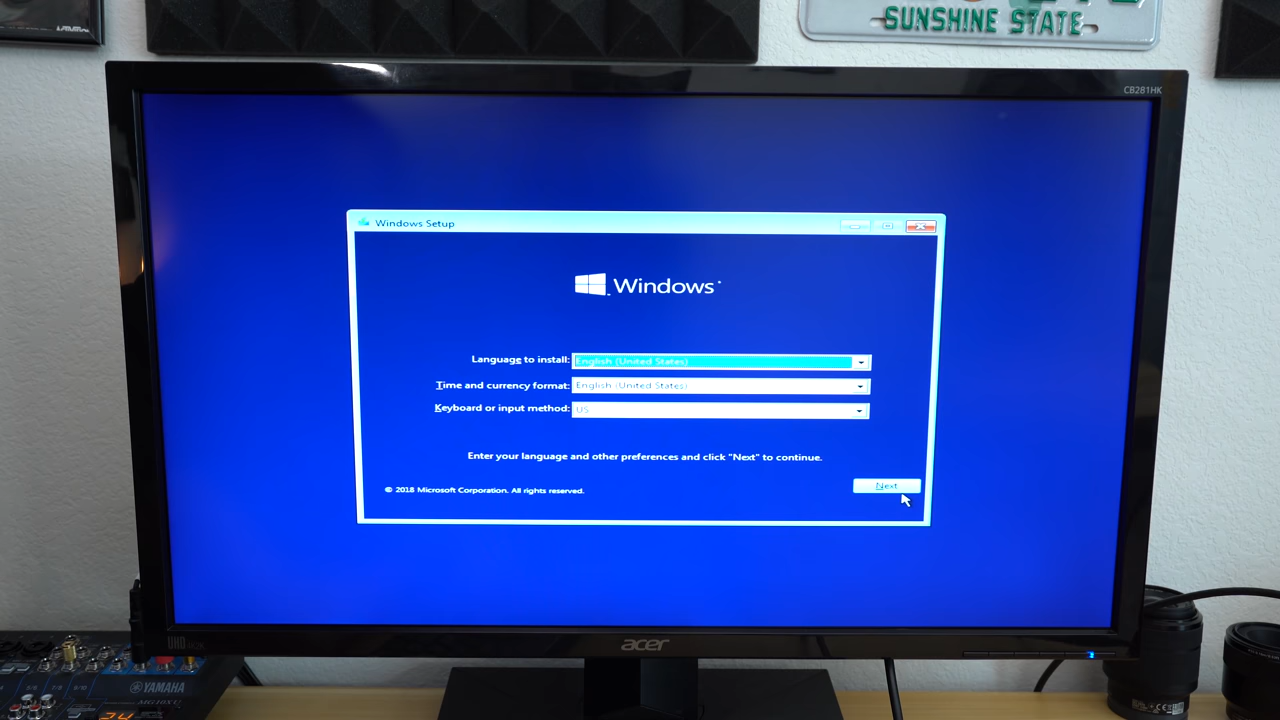 SUNSHINE STATE
CB281HK
Windows Setup
Windows
Language to install: English (United States)
Time and currency format: English (United States)
Keyboard or input method: US
Enter your language and other preferences and click "Next" to continue.
© 2018 Microsoft Corporation. All rights reserved.
Next
UHD
acer
YAMAHA
MG10XU